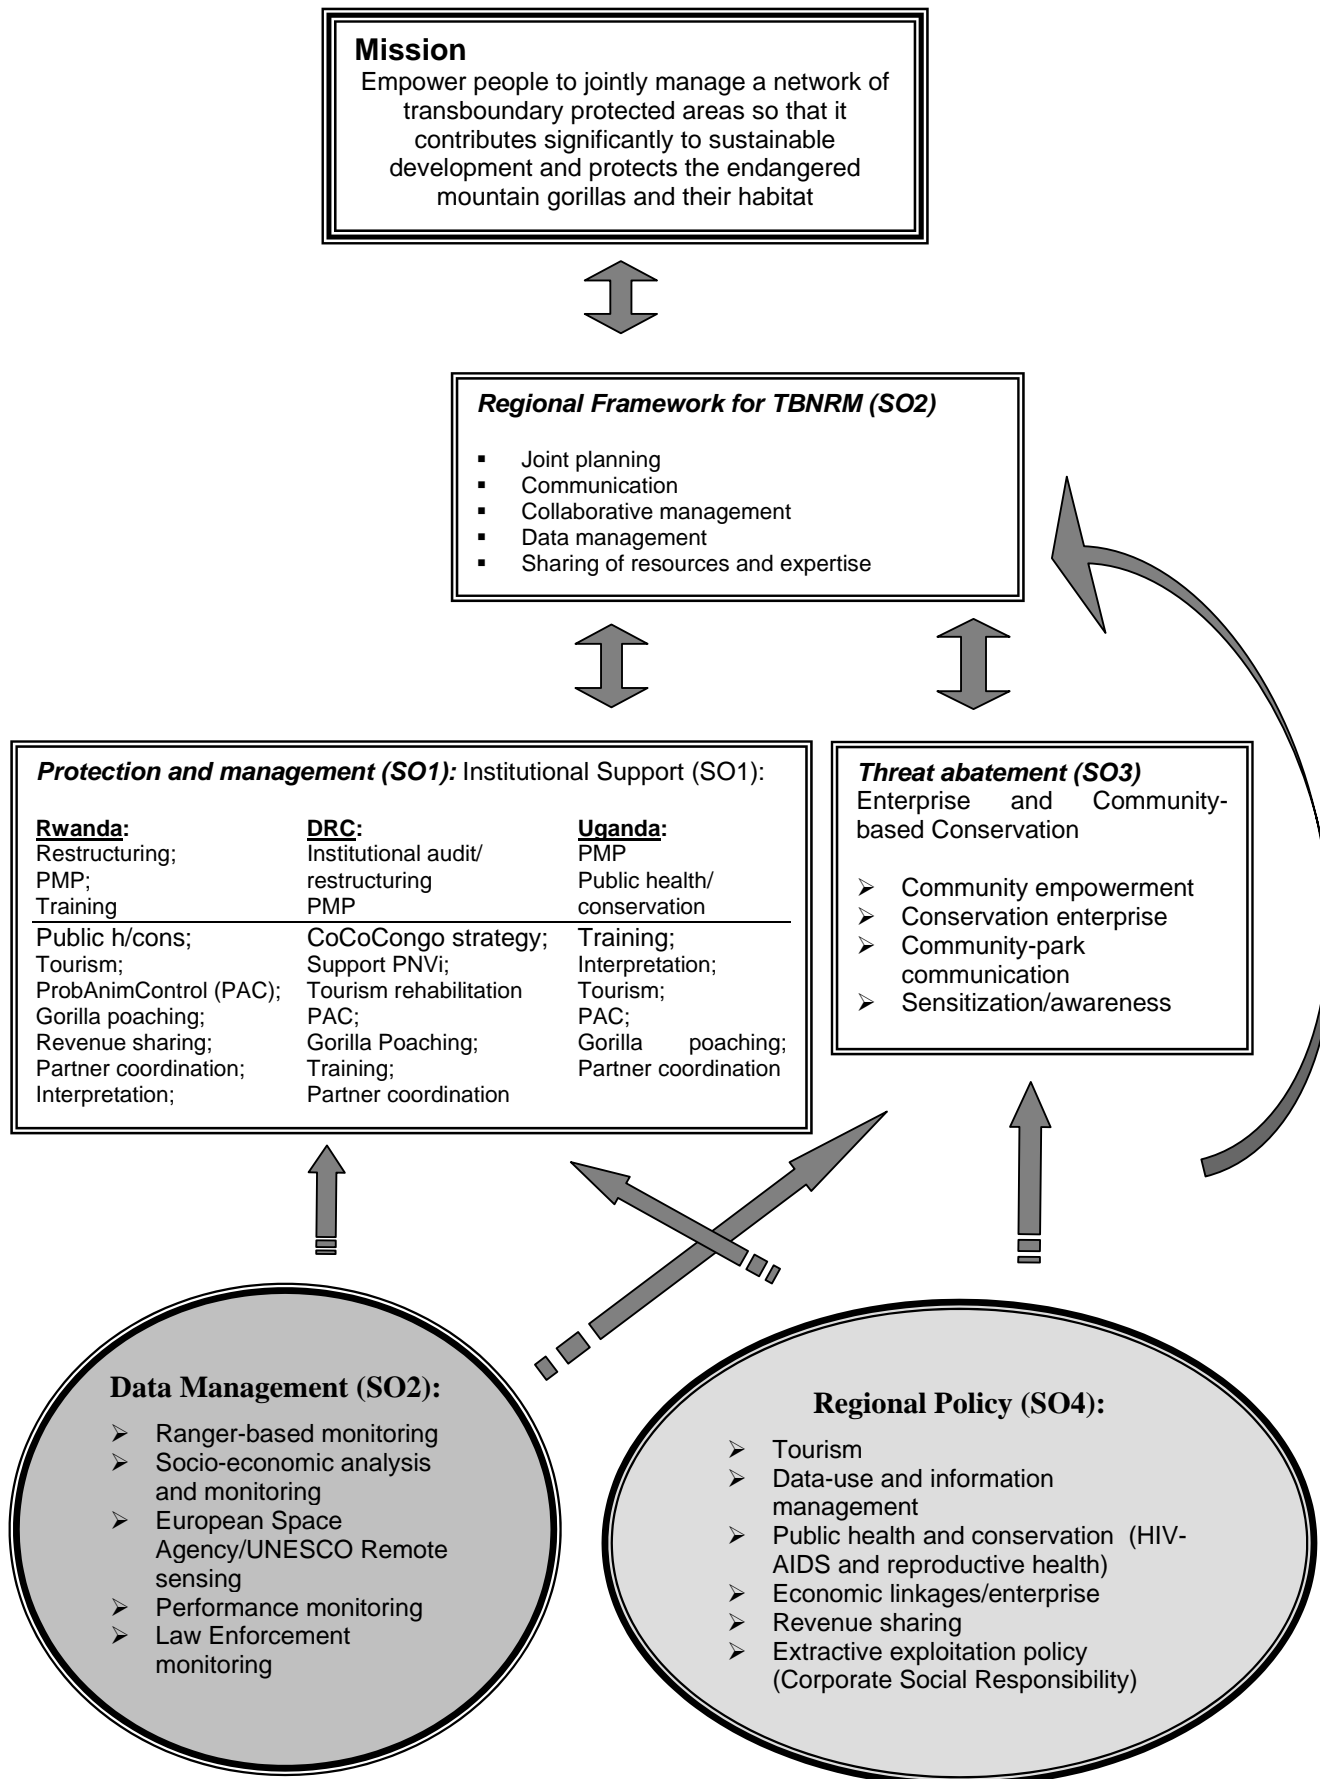 Mission
Empower people to jointly manage a network of
transboundary protected areas so that it
contributes significantly to sustainable
development and protects the endangered
mountain gorillas and their habitat
Regional Framework for TBNRM (SO2)
▪ Joint planning
▪ Communication
▪ Collaborative management
▪ Data management
▪ Sharing of resources and expertise
Protection and management (SO1): Institutional Support (SO1):
Rwanda:
Restructuring;
PMP;
Training
Public h/cons;
Tourism;
ProbAnimControl (PAC);
Gorilla poaching;
Revenue sharing;
Partner coordination;
Interpretation;
DRC:
Institutional audit/
restructuring
PMP
CoCoCongo strategy;
Support PNVi;
Tourism rehabilitation
PAC;
Gorilla Poaching;
Training;
Partner coordination
Uganda:
PMP
Public health/
conservation
Training;
Interpretation;
Tourism;
PAC;
Gorilla poaching;
Partner coordination
Threat abatement (SO3)
Enterprise and Community-
based Conservation
➢ Community empowerment
➢ Conservation enterprise
➢ Community-park
communication
➢ Sensitization/awareness
Data Management (SO2):
➢ Ranger-based monitoring
➢ Socio-economic analysis
and monitoring
➢ European Space
Agency/UNESCO Remote
sensing
➢ Performance monitoring
➢ Law Enforcement
monitoring
Regional Policy (SO4):
➢ Tourism
➢ Data-use and information
management
➢ Public health and conservation (HIV-
AIDS and reproductive health)
➢ Economic linkages/enterprise
➢ Revenue sharing
➢ Extractive exploitation policy
(Corporate Social Responsibility)